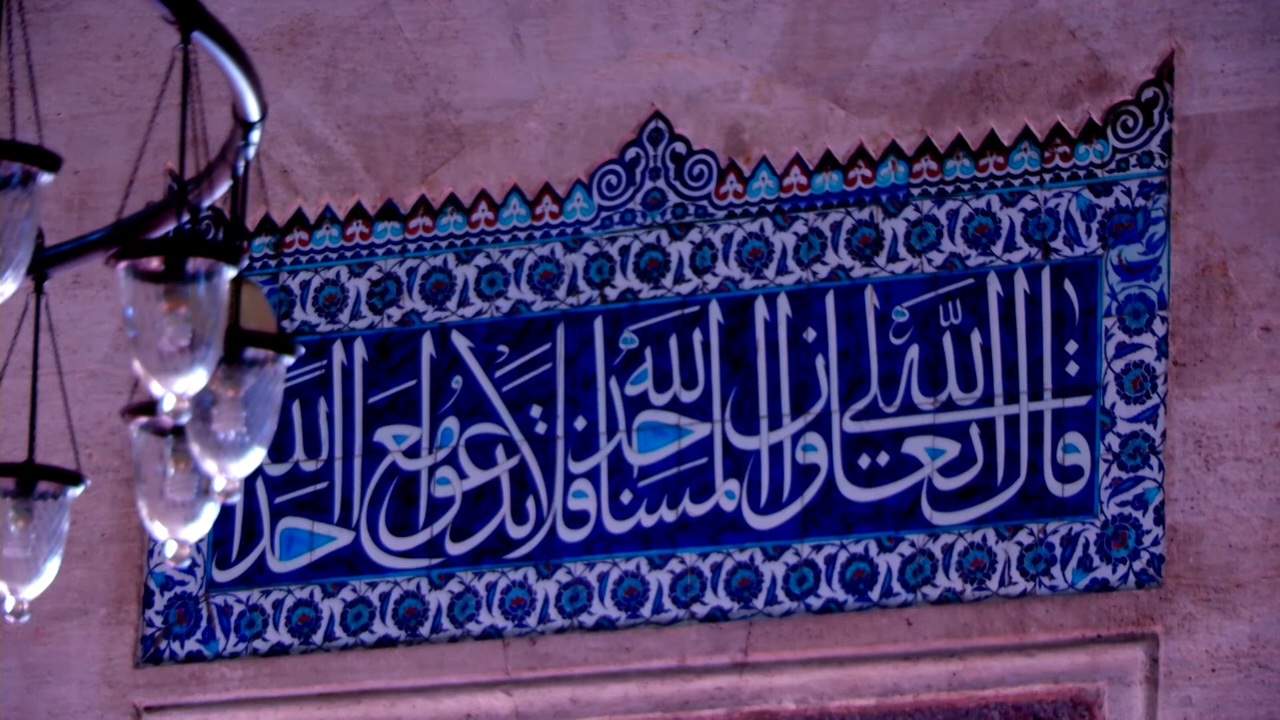 قال الله تعالى وان المساجد لله فلا تدعوا مع الله احدا